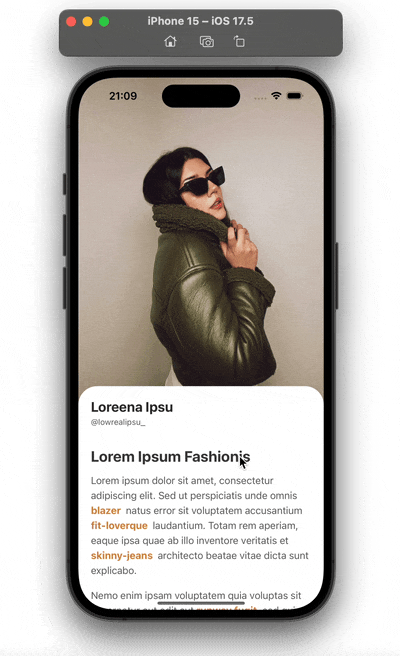 iPhone 15 – iOS 17.5
21:09
Loreena Ipsu
@lowrealipsu_
Lorem Ipsum Fashionis
Lorem ipsum dolor sit amet, consectetur
adipiscing elit. Sed ut perspiciatis unde omnis
blazer natus error sit voluptatem accusantium
fit-loverque laudantium. Totam rem aperiam,
eaque ipsa quae ab illo inventore veritatis et
skinny-jeans architecto beatae vitae dicta sunt
explicabo.
Nemo enim ipsam voluptatem quia voluptas sit